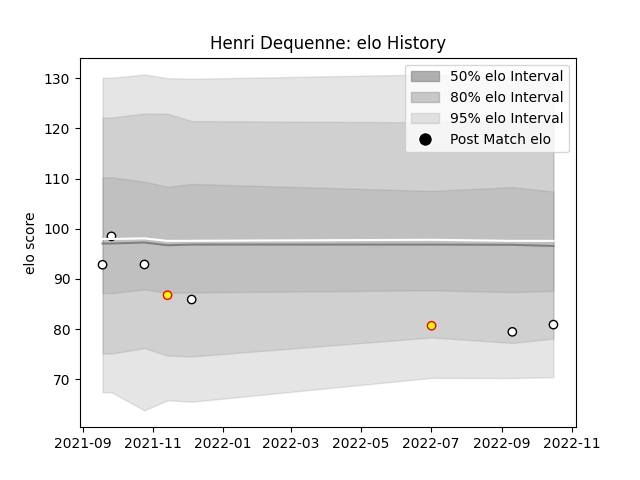 Henri Dequenne: elo History
50% elo Interval
80% elo Interval
95% elo Interval
Post Match elo
elo score
130
120
110
100
90
80
70
2021-09 2021-11 2022-01 2022-03 2022-05 2022-07 2022-09 2022-11